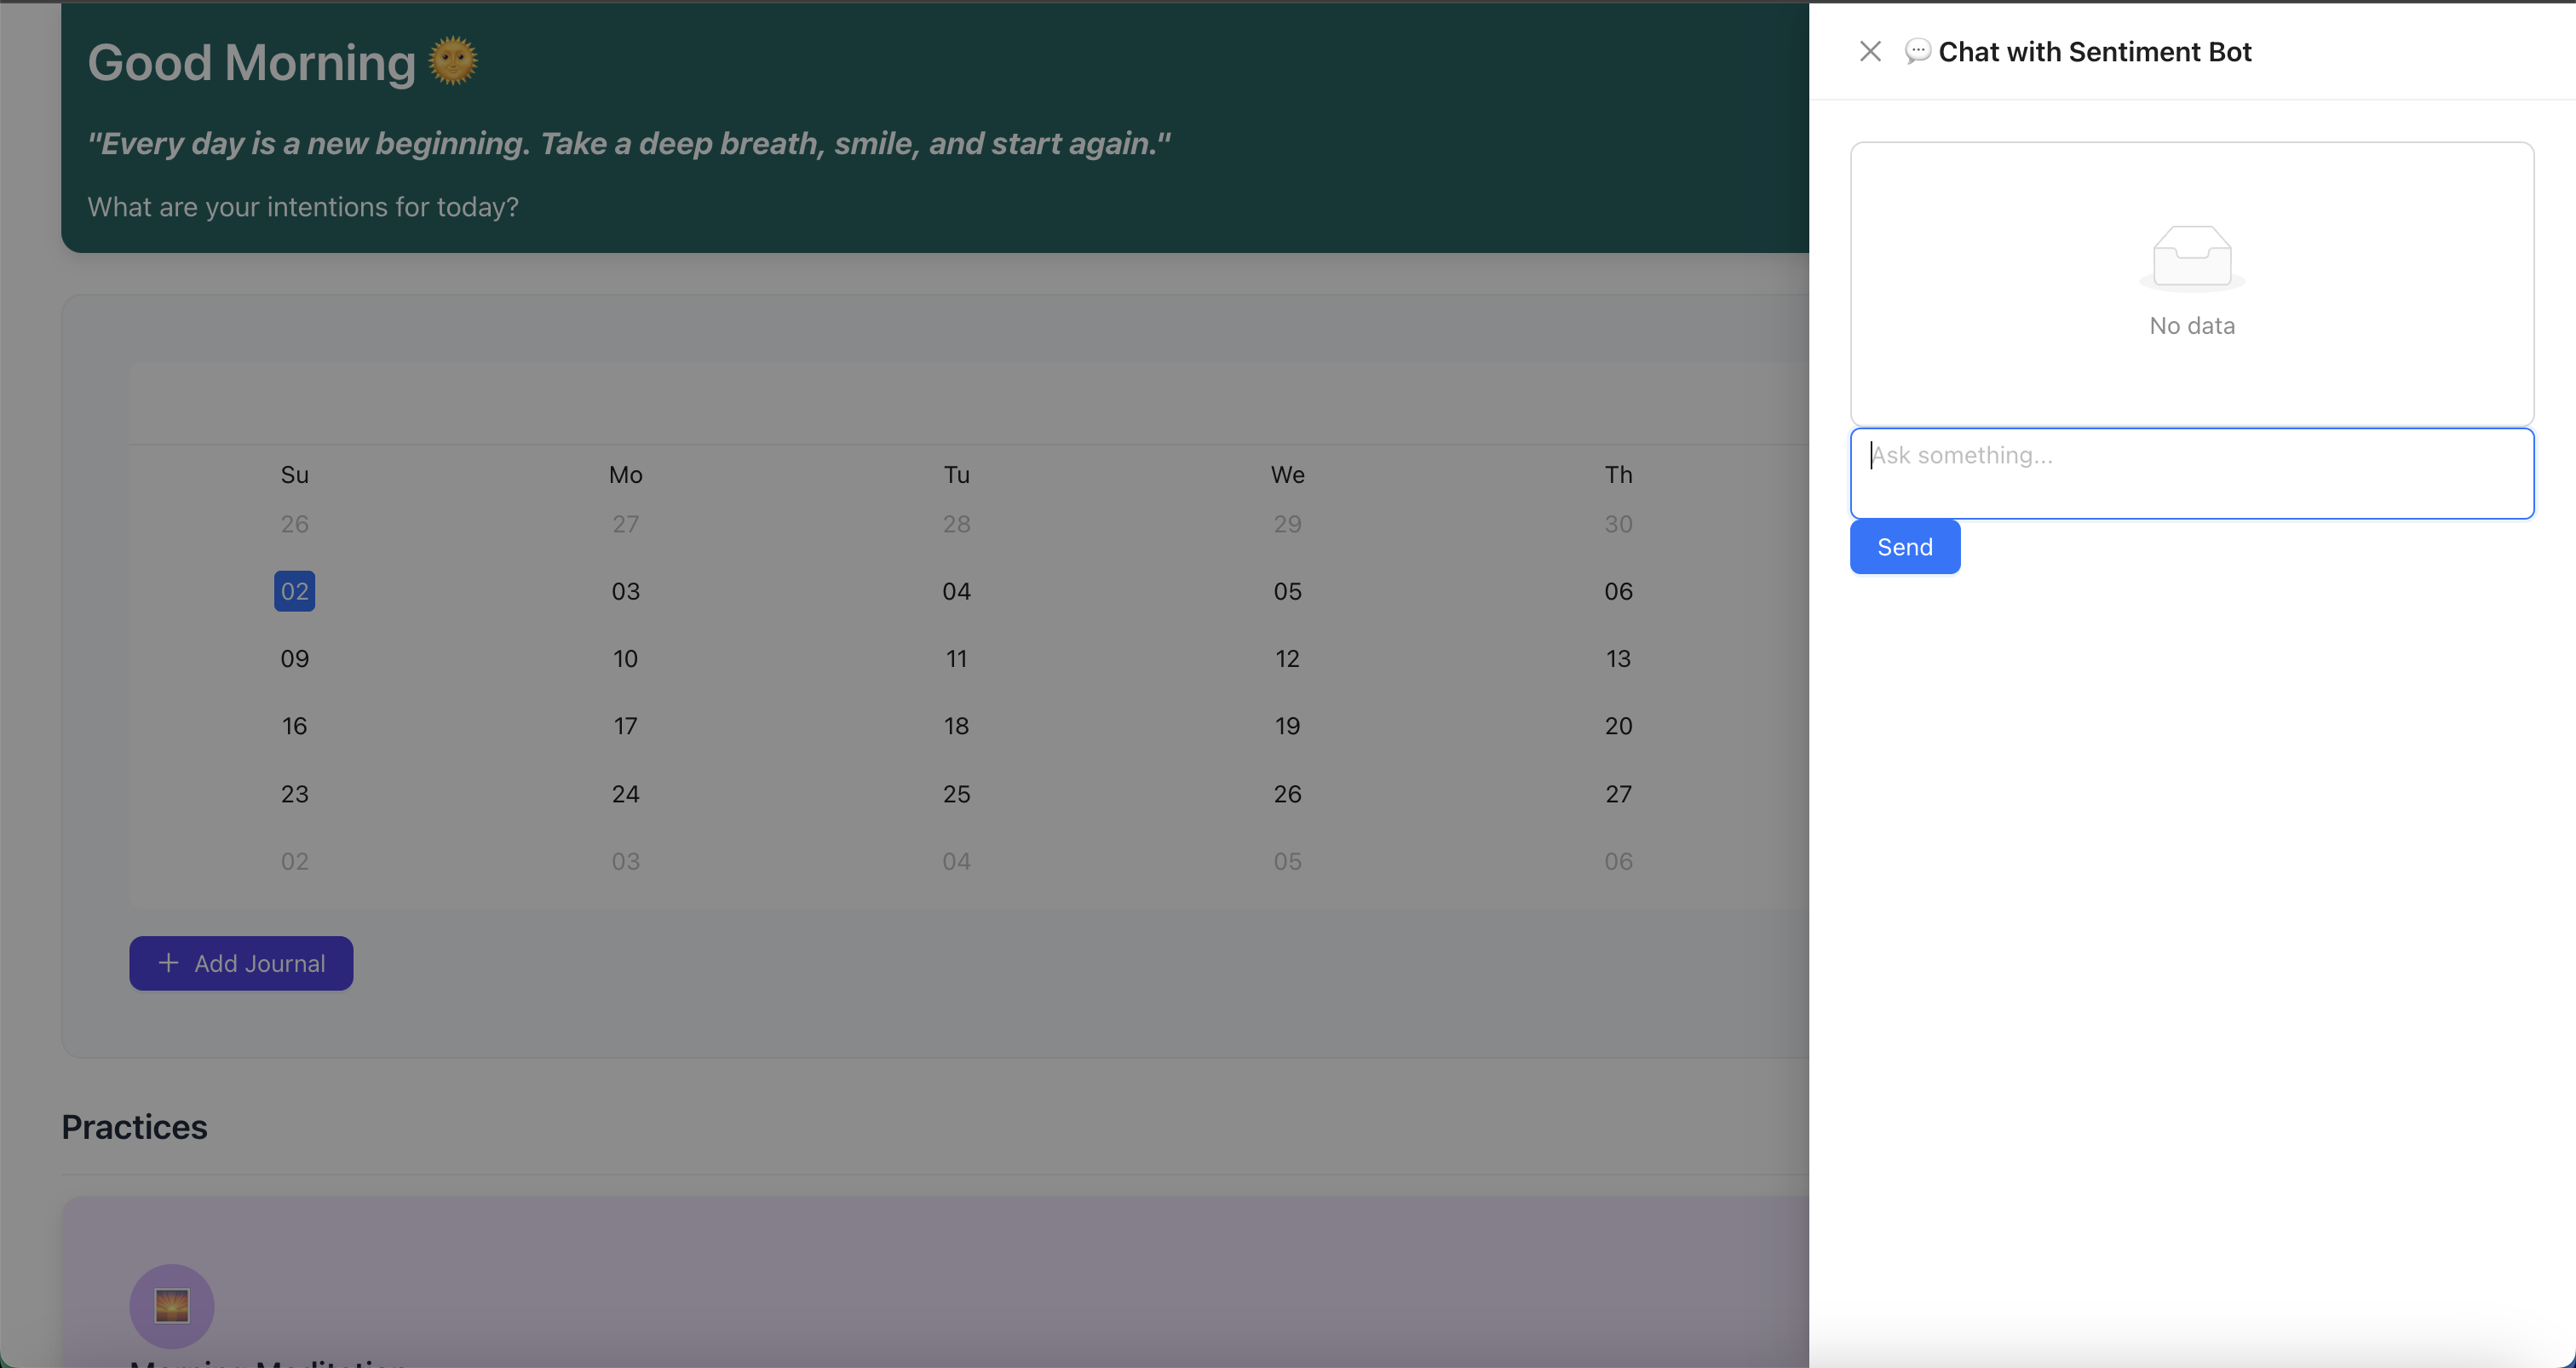 Good Morning 🌞
"Every day is a new beginning. Take a deep breath, smile, and start again."
What are your intentions for today?
Su Mo Tu We Th
26 27 28 29 30
02 03 04 05 06
09 10 11 12 13
16 17 18 19 20
23 24 25 26 27
02 03 04 05 06
+ Add Journal
Practices
Morning Meditation
💬 Chat with Sentiment Bot
No data
Ask something...
Send